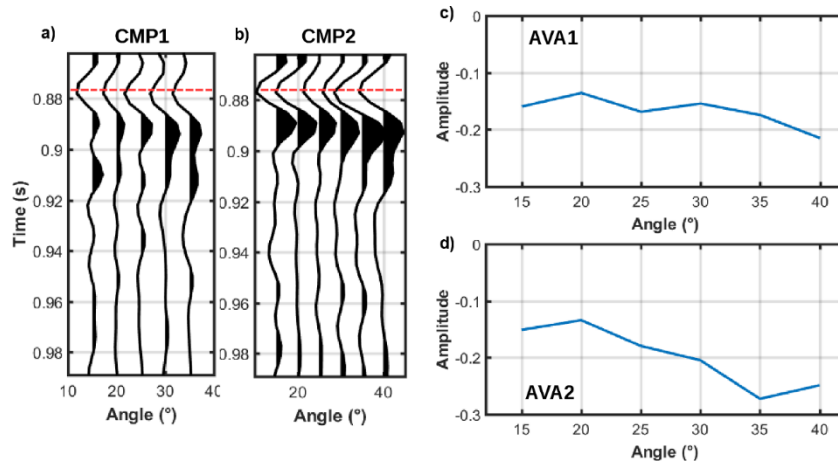 a) CMP1
b) CMP2
0.88
0.9
0.92
0.94
0.96
0.98
Time (s)
10 20 30 40
Angle (°)
20 30 40
Angle (°)
c)
AVA1
0
-0.1
-0.2
-0.3
Amplitude
15 20 25 30 35 40
Angle (°)
d)
0
-0.1
-0.2
-0.3
Amplitude
AVA2
15 20 25 30 35 40
Angle (°)